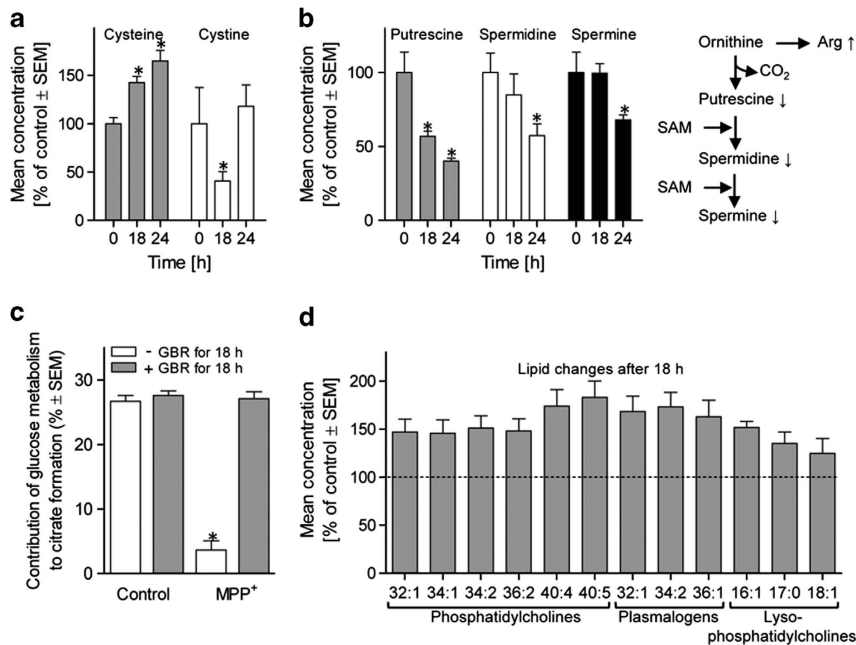 a
Cysteine Cystine
Mean concentration
[% of control ± SEM]
150
100
50
0
* * *
0 18 24 0 18 24
Time [h]
b
Putrescine Spermidine Spermine
Mean concentration
[% of control ± SEM]
100
50
0
* * * *
0 18 24 0 18 24 0 18 24
Time [h]
Ornithine → Arg ↑
CO₂
Putrescine ↓
SAM →
Spermidine ↓
SAM →
Spermine ↓
c
- GBR for 18 h
+ GBR for 18 h
Contribution of glucose metabolism
to citrate formation (% ± SEM)
30
20
10
0
*
Control MPP⁺
d
Lipid changes after 18 h
Mean concentration
[% of control ± SEM]
200
150
100
50
0
32:1 34:1 34:2 36:2 40:4 40:5 32:1 34:2 36:1 16:1 17:0 18:1
Phosphatidylcholines Plasmalogens Lyso-
phosphatidylcholines